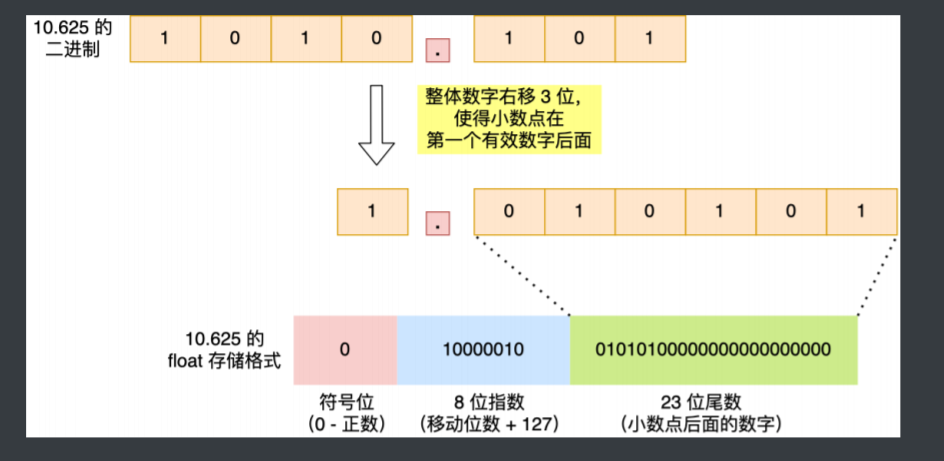 10.625 的
二进制
1 0 1 0 . 1 0 1
整体数字右移 3 位，
使得小数点在
第一个有效数字后面
1 . 0 1 0 1 0 1
10.625 的
float 存储格式
0 10000010 01010100000000000000000
符号位 8 位指数 23 位尾数
(0 - 正数) (移动位数 + 127) (小数点后面的数字)